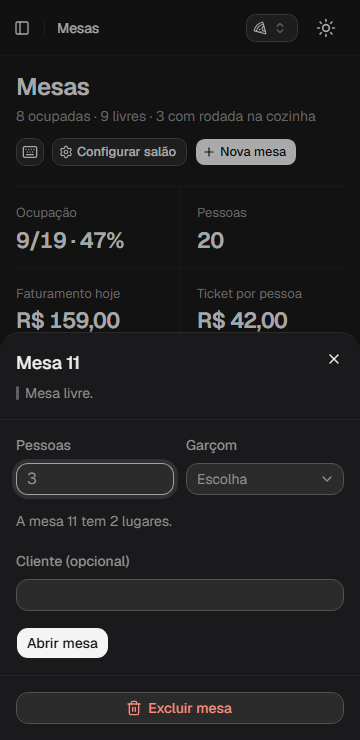 Mesas
Mesas
8 ocupadas · 9 livres · 3 com rodada na cozinha
Configurar salão
Nova mesa
Ocupação
Pessoas
9/19 · 47%
20
Faturamento hoje
Ticket por pessoa
R$ 159,00
R$ 42,00
Mesa 11
Mesa livre.
Pessoas
Garçom
3
Escolha
A mesa 11 tem 2 lugares.
Cliente (opcional)
Abrir mesa
Excluir mesa